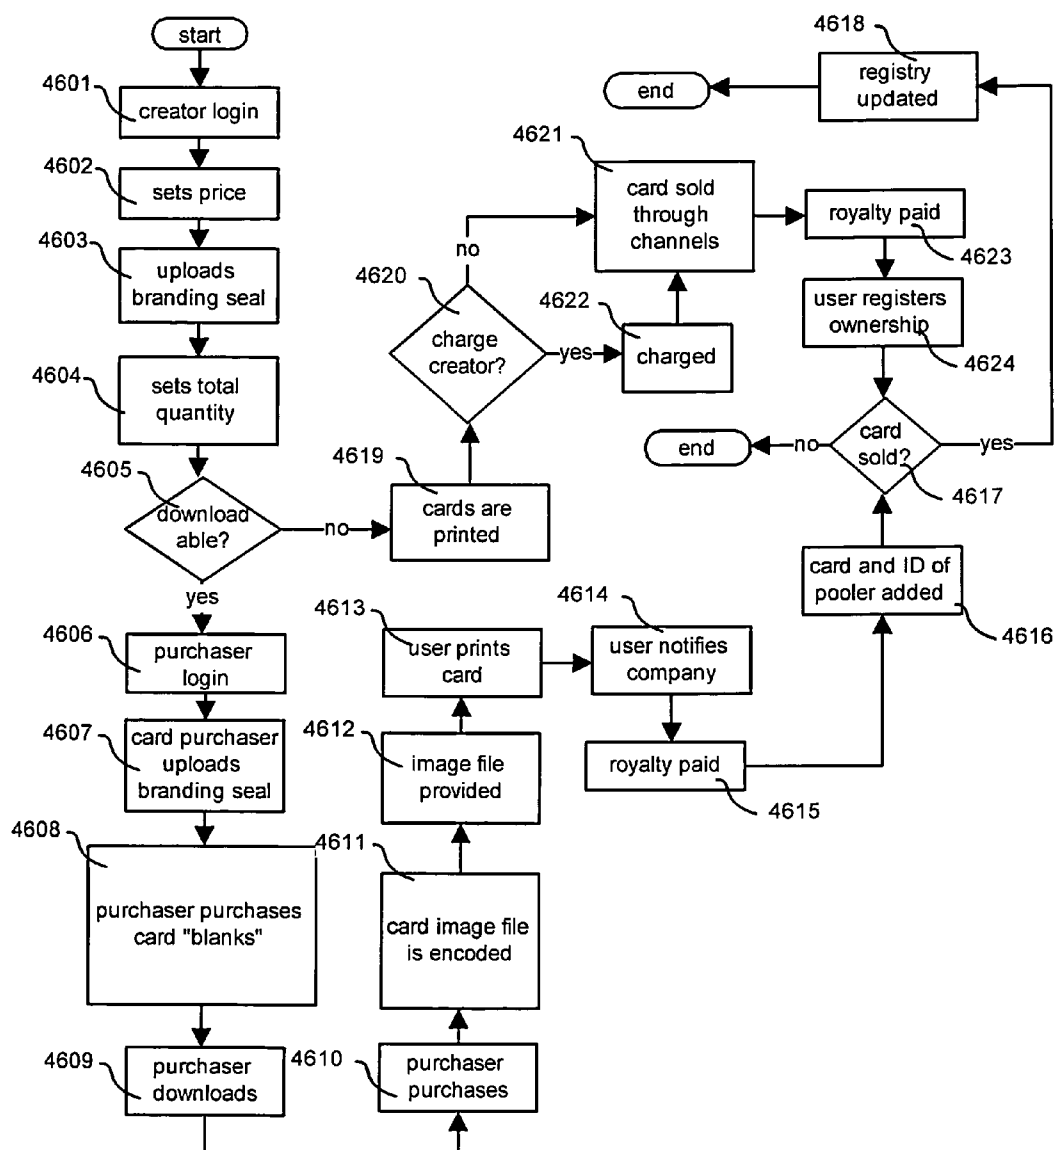 start
4601
creator login
4602
sets price
4603
uploads
branding seal
4604
sets total
quantity
4605
download
able?
no
yes
4606
purchaser
login
4607
card purchaser
uploads
branding seal
4608
purchaser purchases
card "blanks"
4609
purchaser
downloads
4610
purchaser
purchases
4611
card image file
is encoded
4612
image file
provided
4613
user prints
card
4614
user notifies
company
royalty paid
4615
card and ID of
pooler added
4616
4619
cards are
printed
4620
charge
creator?
no
yes
4622
charged
4621
card sold
through
channels
royalty paid
4623
user registers
ownership
4624
card
sold?
4617
no
end
yes
4618
registry
updated
end